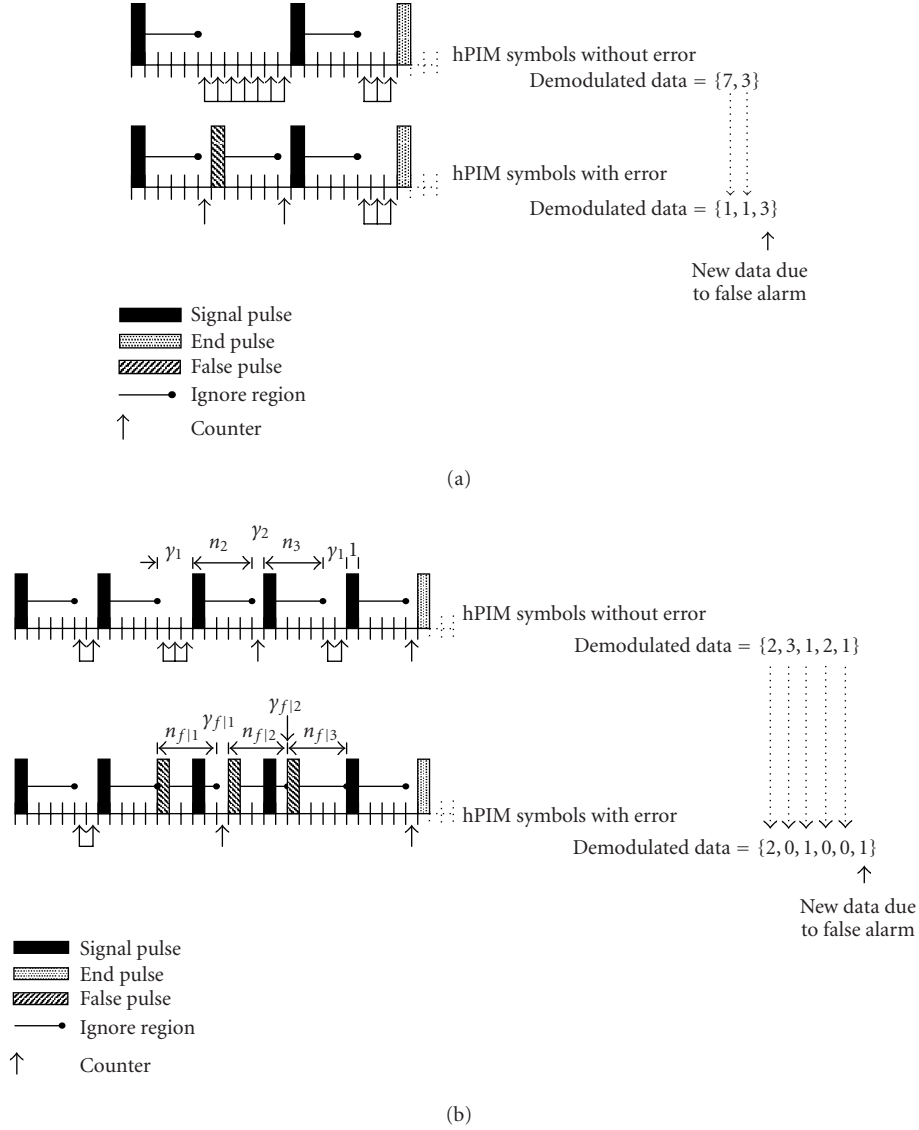 hPIM symbols without error
Demodulated data = {7, 3}
hPIM symbols with error
Demodulated data = {1, 1, 3}
New data due
to false alarm
Signal pulse
End pulse
False pulse
Ignore region
Counter
(a)
γ1 n2 γ2 n3 γ1 1
hPIM symbols without error
Demodulated data = {2, 3, 1, 2, 1}
nf|1 γf|1 nf|2 γf|2 nf|3
hPIM symbols with error
Demodulated data = {2, 0, 1, 0, 0, 1}
New data due
to false alarm
Signal pulse
End pulse
False pulse
Ignore region
Counter
(b)